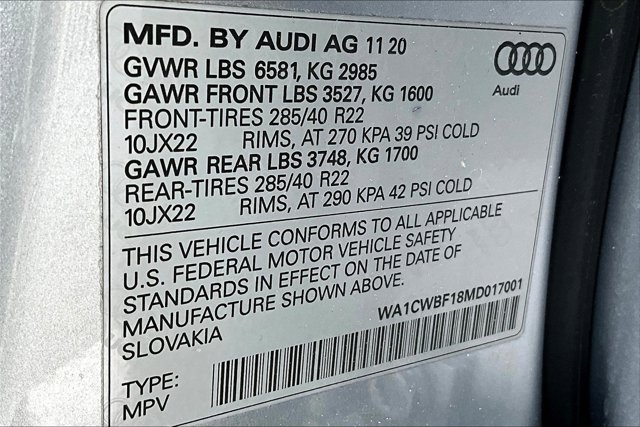 MFD. BY AUDI AG 11 20
GVWR LBS 6581, KG 2985
GAWR FRONT LBS 3527, KG 1600
FRONT-TIRES 285/40 R22
10JX22 RIMS, AT 270 KPA 39 PSI COLD
GAWR REAR LBS 3748, KG 1700
REAR-TIRES 285/40 R22
10JX22 RIMS, AT 290 KPA 42 PSI COLD
Audi
THIS VEHICLE CONFORMS TO ALL APPLICABLE
U.S. FEDERAL MOTOR VEHICLE SAFETY
STANDARDS IN EFFECT ON THE DATE OF
MANUFACTURE SHOWN ABOVE.
SLOVAKIA
WA1CWBF18MD017001
TYPE:
MPV